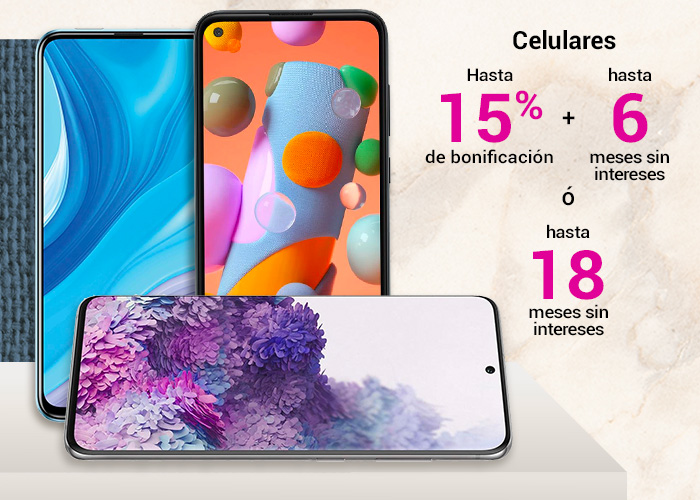 Celulares
Hasta
15%
de bonificación
+
hasta
6
meses sin
intereses
ó
hasta
18
meses sin
intereses